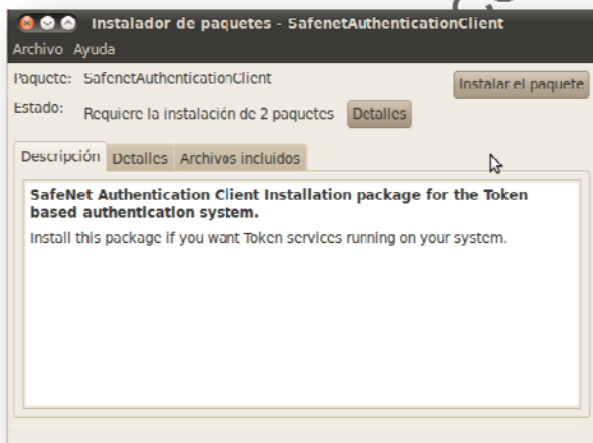 Instalador de paquetes - SafenetAuthenticationClient
Archivo Ayuda
Paquete: SafenetAuthenticationClient
Instalar el paquete
Estado: Requiere la instalación de 2 paquetes Detalles
Descripción Detalles Archivos incluidos
SafeNet Authentication Client Installation package for the Token
based authentication system.
Install this package if you want Token services running on your system.